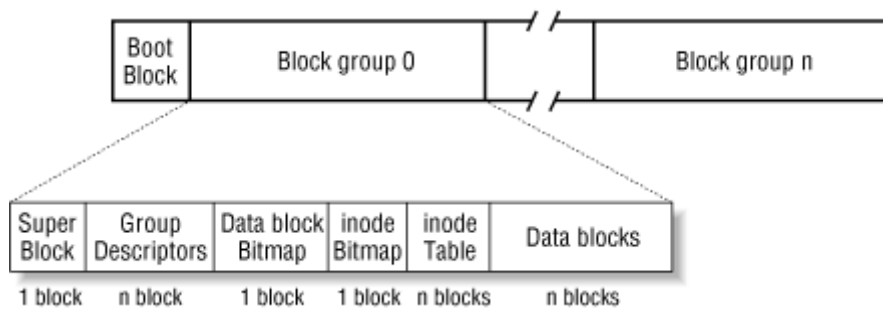 Boot
Block
Block group 0
Block group n
Super
Block
Group
Descriptors
Data block
Bitmap
inode
Bitmap
inode
Table
Data blocks
1 block
n block
1 block
1 block
n blocks
n blocks